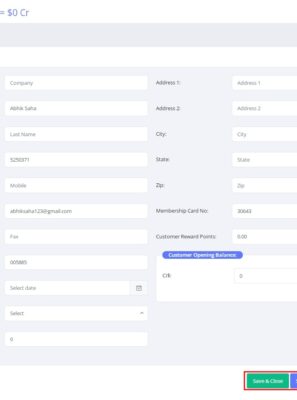 = $0 Cr
Company
Address 1:
Address 1
Abhik Saha
Address 2:
Address 2
Last Name
City:
City
5250371
State:
State
Mobile
Zip:
Zip
abhiksaha123@gmail.com
Membership Card No:
30643
Fax
Customer Reward Points:
0.00
005885
Customer Opening Balance:
Select date
CR:
0
Select
0
Save & Close